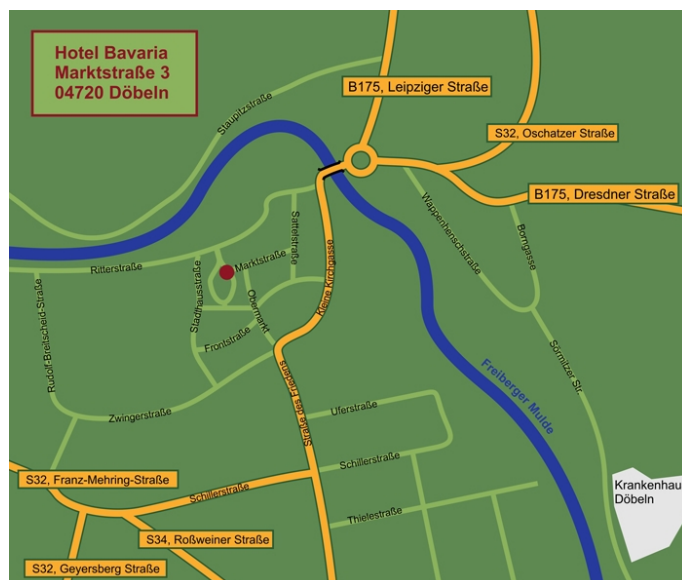 Hotel Bavaria
Marktstraße 3
04720 Döbeln
B175, Leipziger Straße
Staupitzstraße
S32, Oschatzer Straße
B175, Dresdner Straße
Wappenhenschstraße
Borngasse
Sattelstraße
Marktstraße
Ritterstraße
Kleine Kirchgasse
Stadthausstraße
Obermarkt
Rudolf-Breitscheid-Straße
Frontstraße
Sörmitzer Str.
Freiberger Mulde
Straße des Friedens
Zwingerstraße
Uferstraße
Schillerstraße
S32, Franz-Mehring-Straße
Schillerstraße
Krankenhau
Döbeln
Thielestraße
S34, Roßweiner Straße
S32, Geyersberg Straße